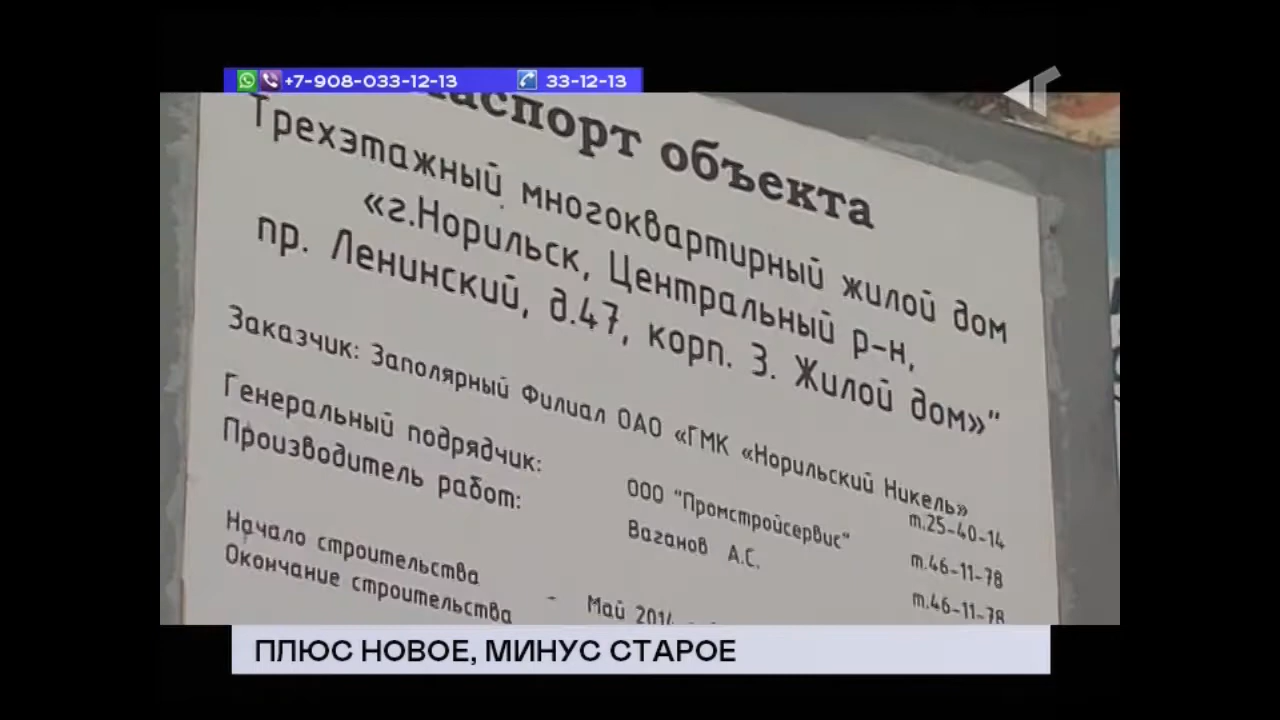 +7-908-033-12-13 33-12-13
Паспорт объекта
Трехэтажный многоквартирный жилой дом
«г.Норильск, Центральный р-н,
пр. Ленинский, д.47, корп. 3. Жилой дом»"
Заказчик: Заполярный Филиал ОАО «ГМК «Норильский Никель»
т.25-40-14
Генеральный подрядчик: ООО "Промстройсервис" т.46-11-78
Производитель работ: Ваганов А.С. т.46-11-78
Начало строительства - Май 2014
Окончание строительства
ПЛЮС НОВОЕ, МИНУС СТАРОЕ